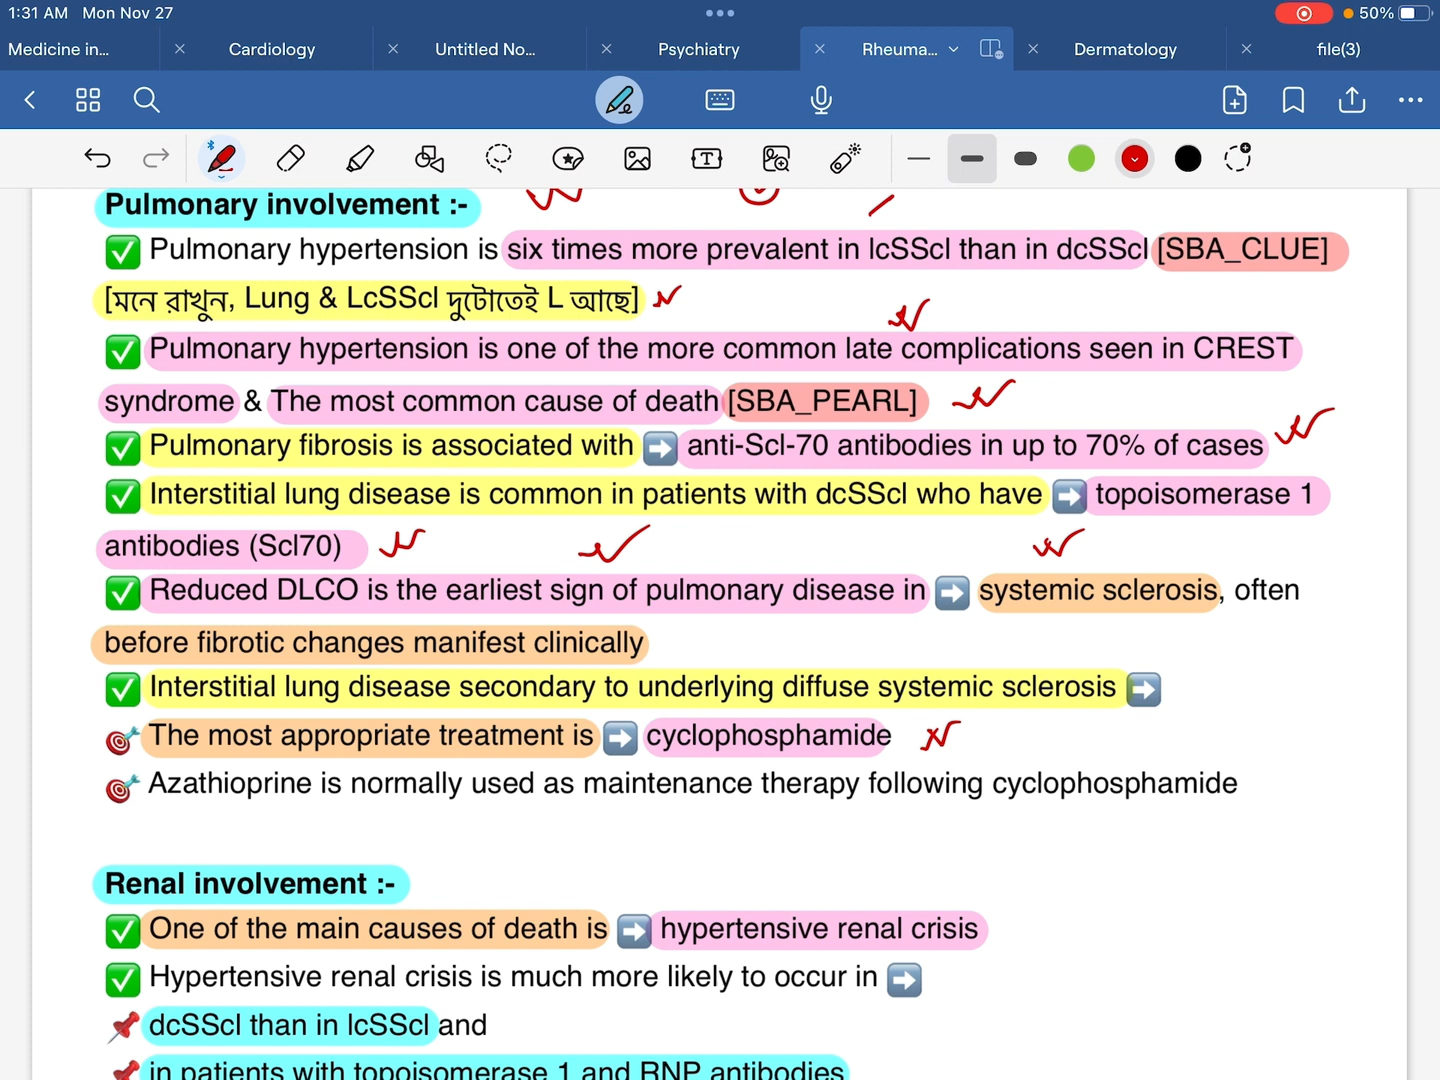 1:31 AM Mon Nov 27
50%
Medicine in...
Cardiology
Untitled No...
Psychiatry
Rheuma...
Dermatology
file(3)
Pulmonary involvement :-
✅ Pulmonary hypertension is six times more prevalent in lcSScl than in dcSScl [SBA_CLUE]
[মনে রাখুন, Lung & LcSScl দুটোতেই L আছে]
✅ Pulmonary hypertension is one of the more common late complications seen in CREST
syndrome & The most common cause of death [SBA_PEARL]
✅ Pulmonary fibrosis is associated with ➡️ anti-Scl-70 antibodies in up to 70% of cases
✅ Interstitial lung disease is common in patients with dcSScl who have ➡️ topoisomerase 1
antibodies (Scl70)
✅ Reduced DLCO is the earliest sign of pulmonary disease in ➡️ systemic sclerosis, often
before fibrotic changes manifest clinically
✅ Interstitial lung disease secondary to underlying diffuse systemic sclerosis ➡️
🎯 The most appropriate treatment is ➡️ cyclophosphamide
🎯 Azathioprine is normally used as maintenance therapy following cyclophosphamide
Renal involvement :-
✅ One of the main causes of death is ➡️ hypertensive renal crisis
✅ Hypertensive renal crisis is much more likely to occur in ➡️
📌 dcSScl than in lcSScl and
📌 in patients with topoisomerase 1 and RNP antibodies